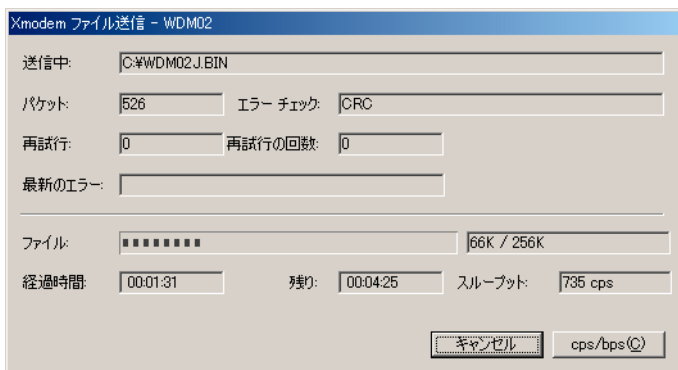 Xmodem ファイル送信 - WDM02
送信中: C:¥WDM02J.BIN
パケット: 526 エラー チェック: CRC
再試行: 0 再試行の回数: 0
最新のエラー:
ファイル: 66K / 256K
経過時間: 00:01:31 残り: 00:04:25 スループット: 735 cps
キャンセル cps/bps(C)